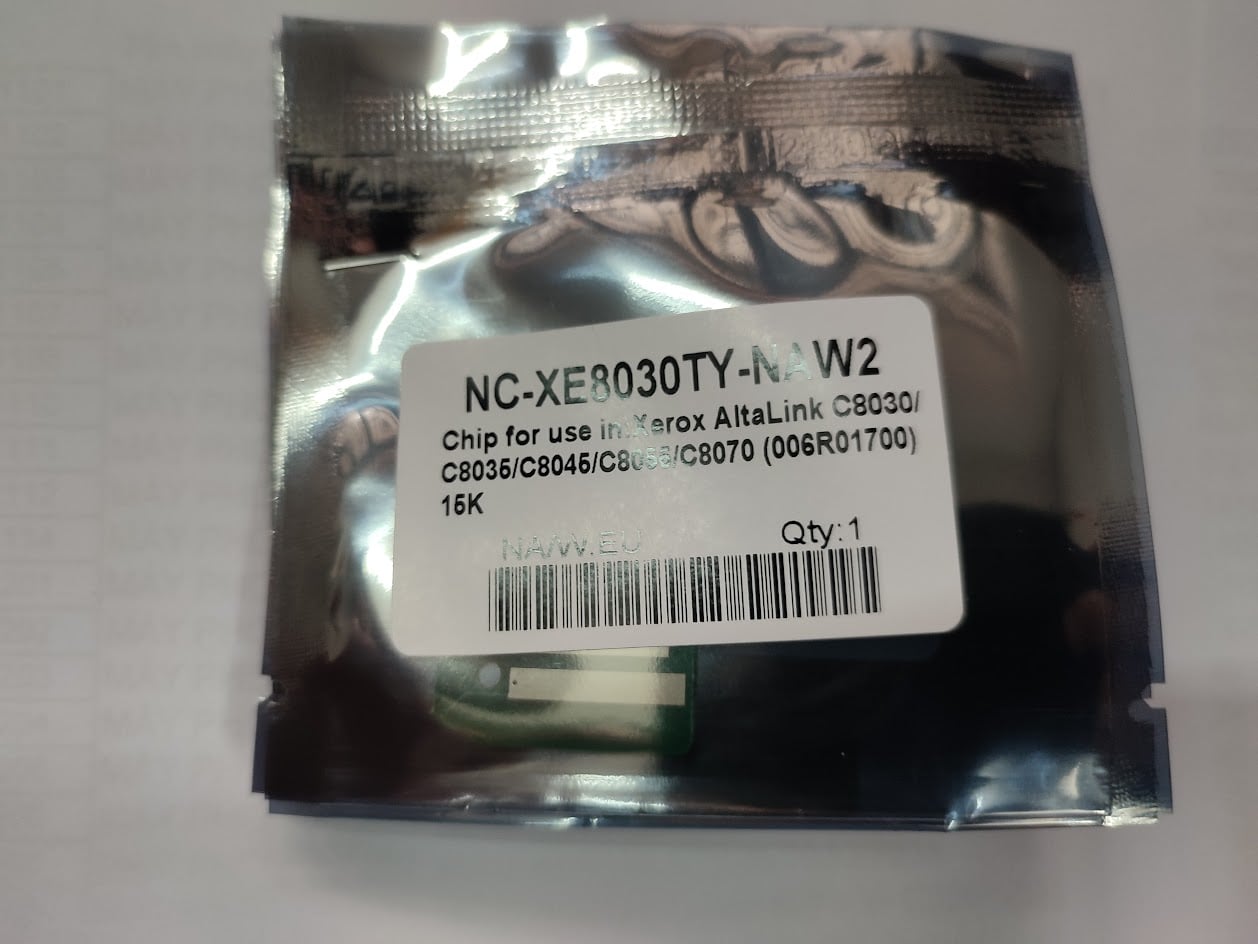 NC-XE8030TY-NAW2
Chip for use in Xerox AltaLink C8030/
C8035/C8045/C8055/C8070 (006R01700)
15K
NA/W.EU
Qty:1